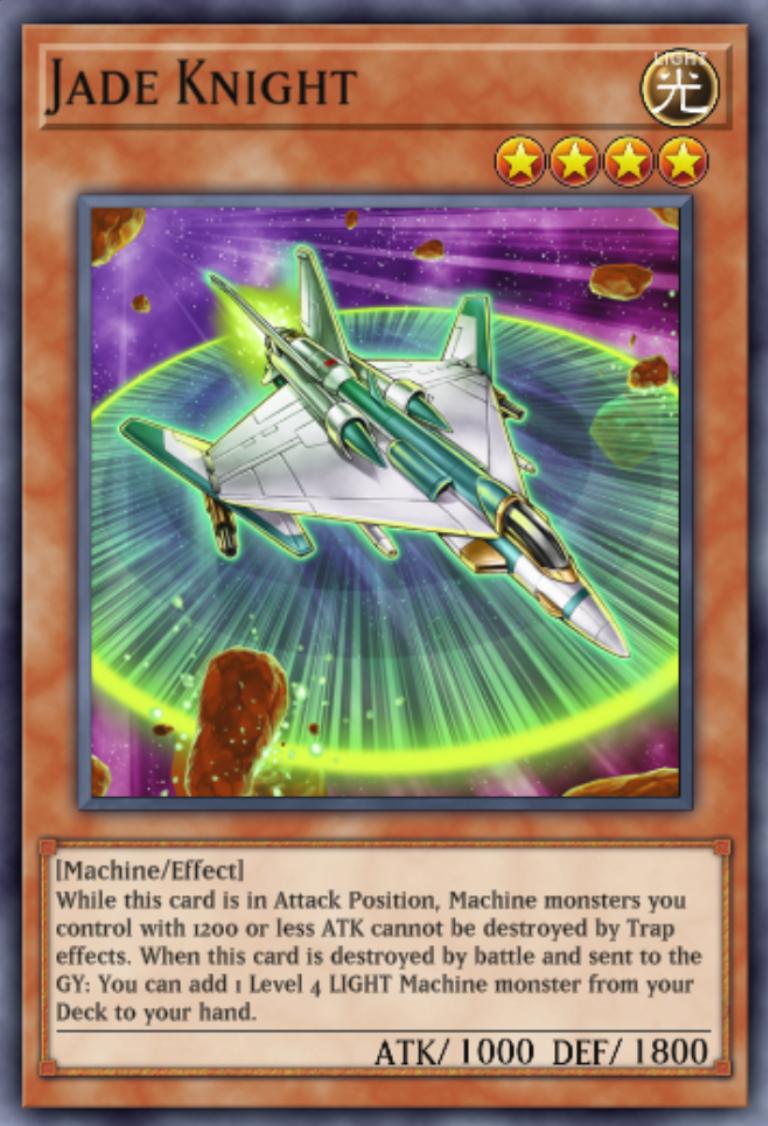 Jade Knight
LIGHT
光
[Machine/Effect]
While this card is in Attack Position, Machine monsters you
control with 1200 or less ATK cannot be destroyed by Trap
effects. When this card is destroyed by battle and sent to the
GY: You can add 1 Level 4 LIGHT Machine monster from your
Deck to your hand.
ATK/ 1000 DEF/ 1800